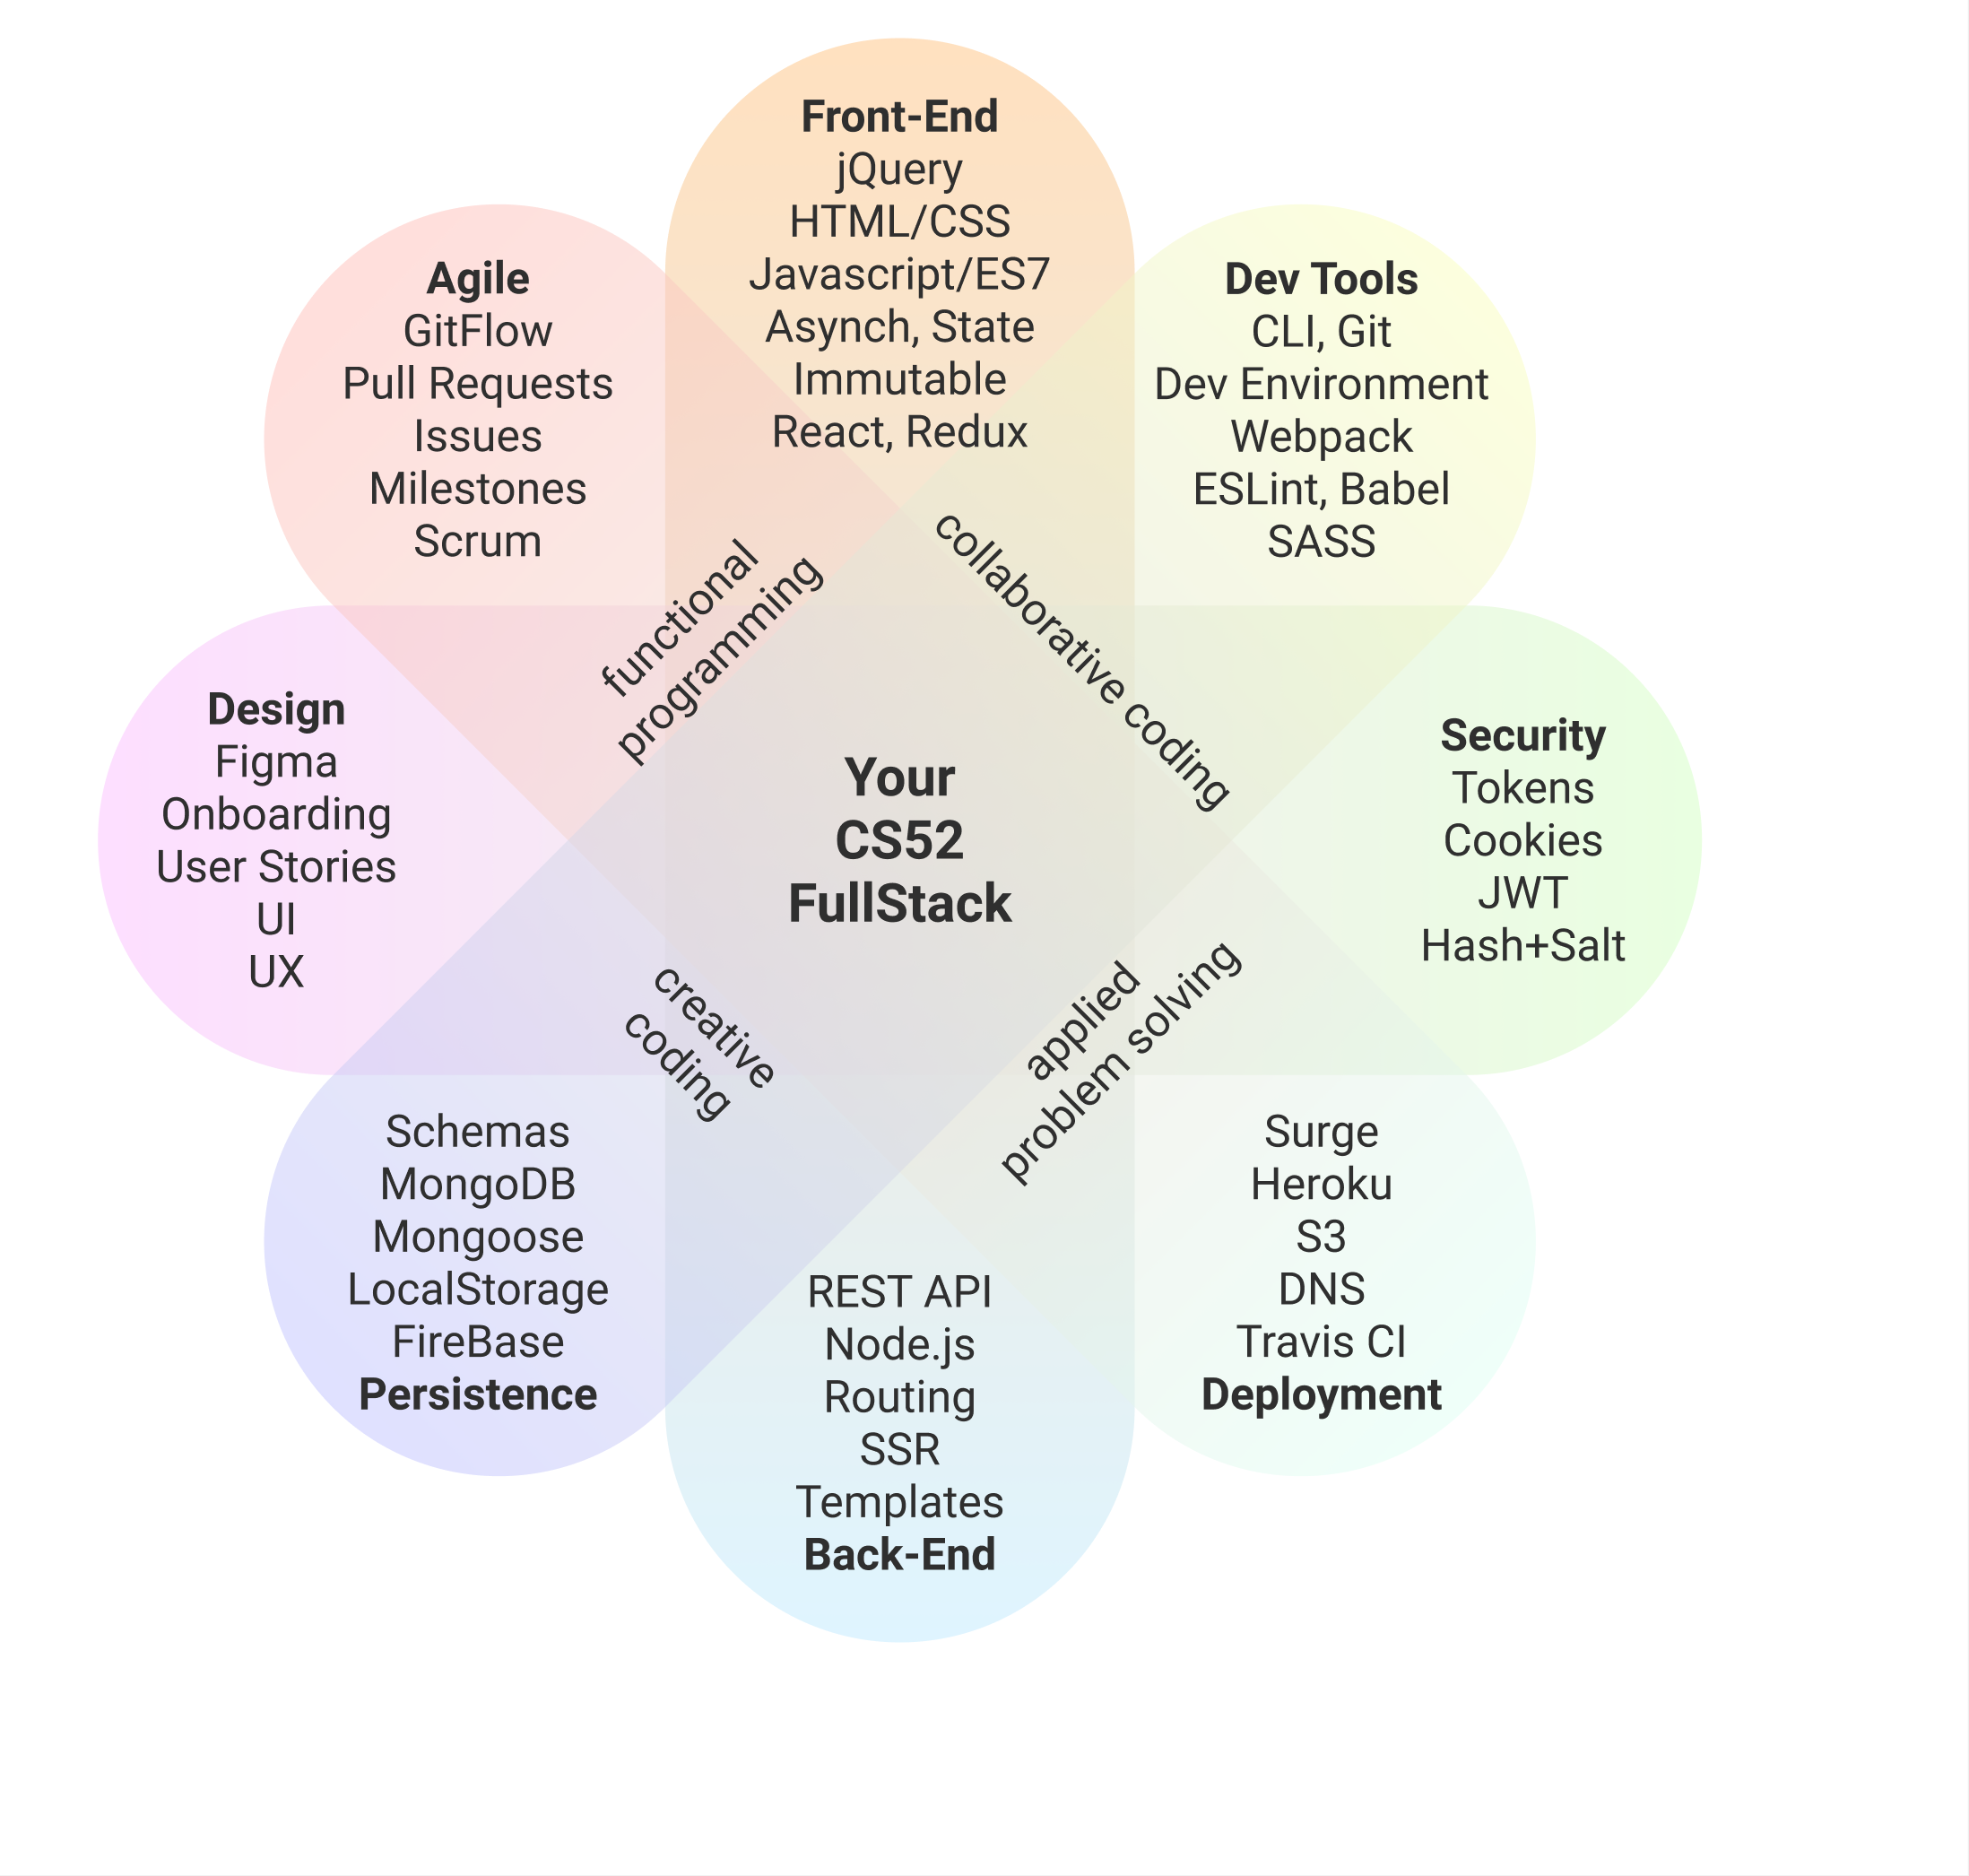 Front-End
jQuery
HTML/CSS
Javascript/ES7
Asynch, State
Immutable
React, Redux
Agile
GitFlow
Pull Requests
Issues
Milestones
Scrum
Dev Tools
CLI, Git
Dev Environment
Webpack
ESLint, Babel
SASS
functional
programming
collaborative coding
Design
Figma
Onboarding
User Stories
UI
UX
Your
CS52
FullStack
Security
Tokens
Cookies
JWT
Hash+Salt
creative
coding
applied
problem solving
Schemas
MongoDB
Mongoose
LocalStorage
FireBase
Persistence
REST API
Node.js
Routing
SSR
Templates
Back-End
Surge
Heroku
S3
DNS
Travis CI
Deployment